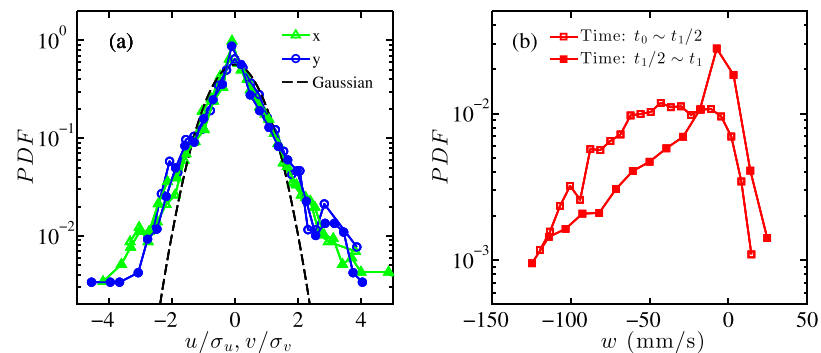 (a)
x
y
Gaussian
10^0
10^{-1}
10^{-2}
PDF
−4 −2 0 2 4
u/σ_u, v/σ_v
(b)
Time: t_0 ∼ t_1/2
Time: t_1/2 ∼ t_1
10^{-2}
10^{-3}
PDF
−150 −100 −50 0 50
w (mm/s)